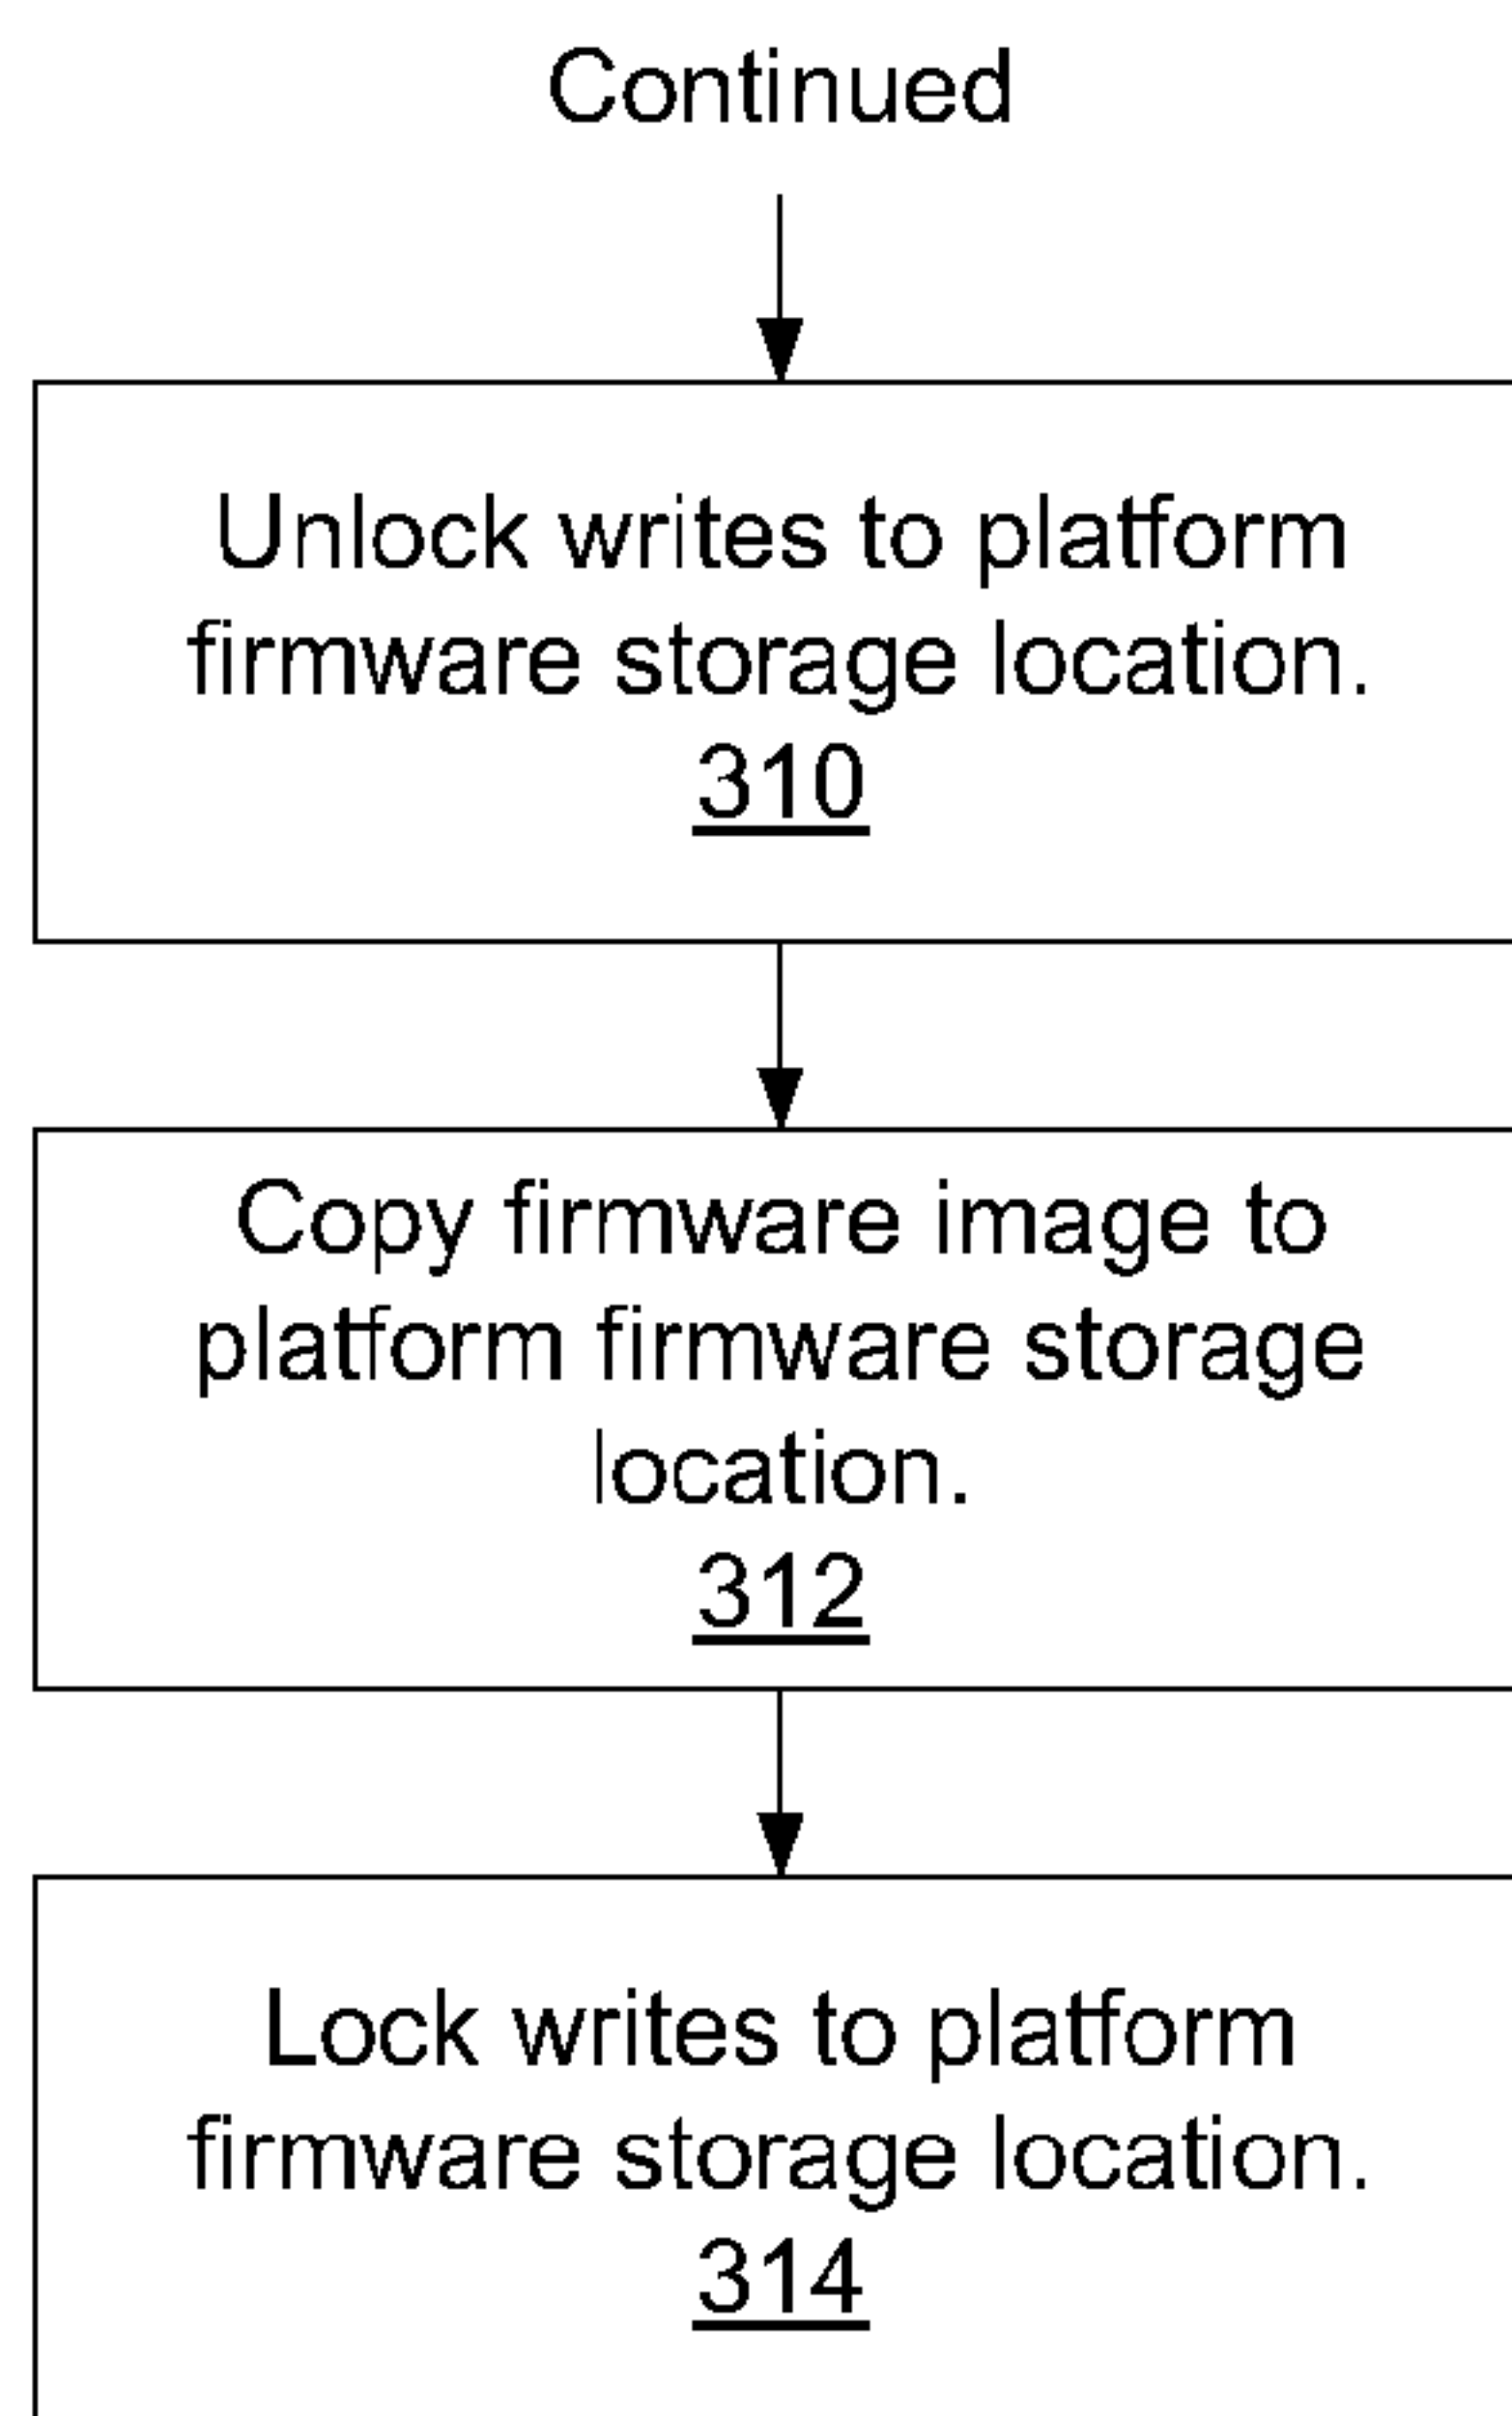 Continued
Unlock writes to platform
firmware storage location.
310
Copy firmware image to
platform firmware storage
location.
312
Lock writes to platform
firmware storage location.
314